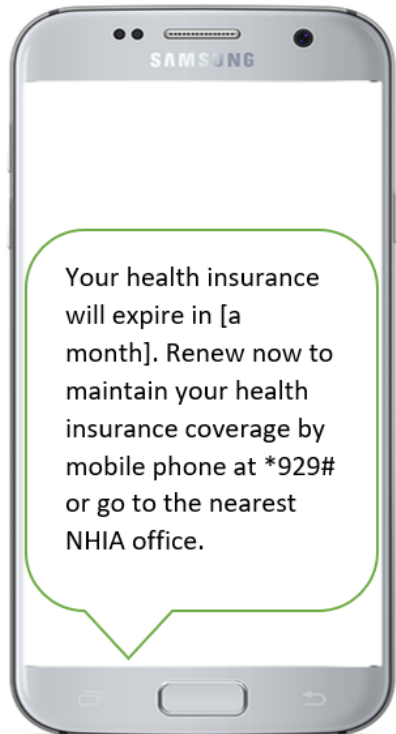 SAMSUNG
Your health insurance
will expire in [a
month]. Renew now to
maintain your health
insurance coverage by
mobile phone at *929#
or go to the nearest
NHIA office.